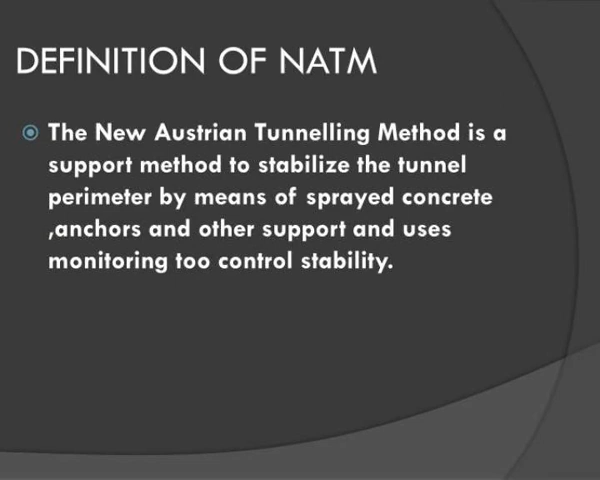 DEFINITION OF NATM
The New Austrian Tunnelling Method is a
support method to stabilize the tunnel
perimeter by means of sprayed concrete
,anchors and other support and uses
monitoring too control stability.